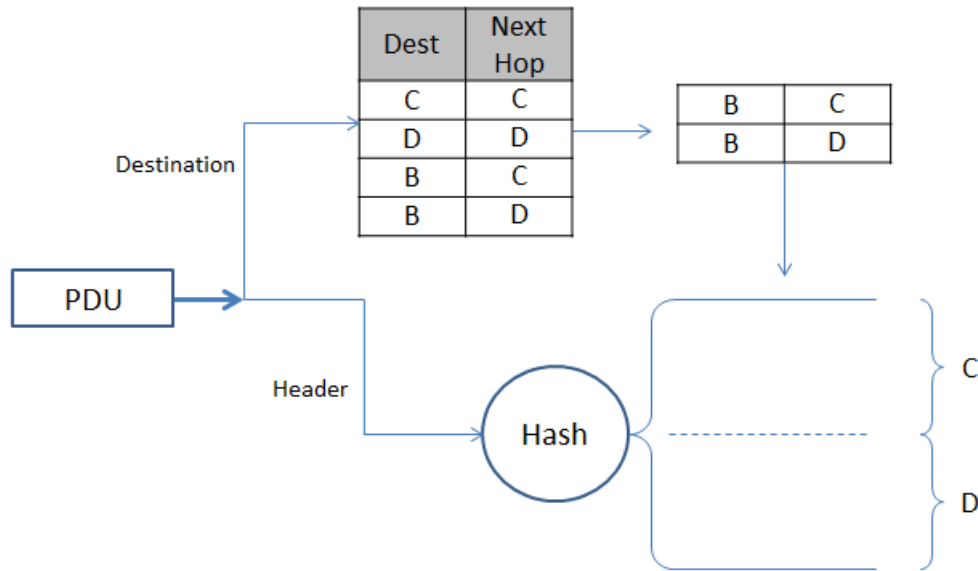 Dest Next Hop
C C
D D
B C
B D
B C
B D
Destination
PDU
Header
Hash
C
D